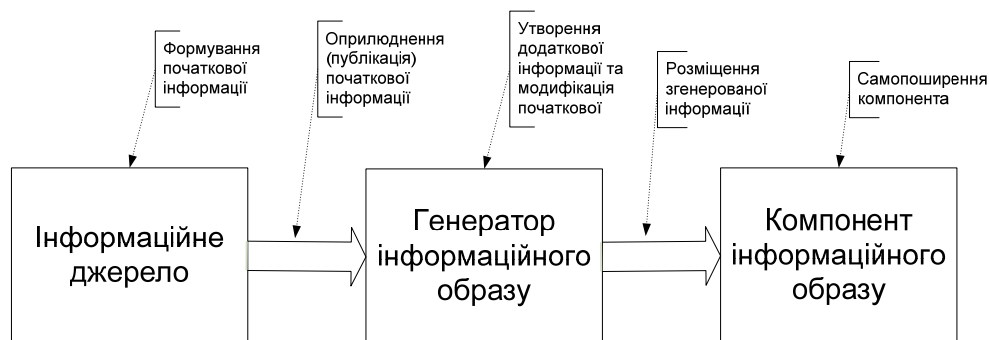 Формування
початкової
інформації
Оприлюднення
(публікація)
початкової
інформації
Утворення
додаткової
інформації та
модифікація
початкової
Розміщення
згенерованої
інформації
Самопоширення
компонента
Інформаційне
джерело
Генератор
інформаційного
образу
Компонент
інформаційного
образу